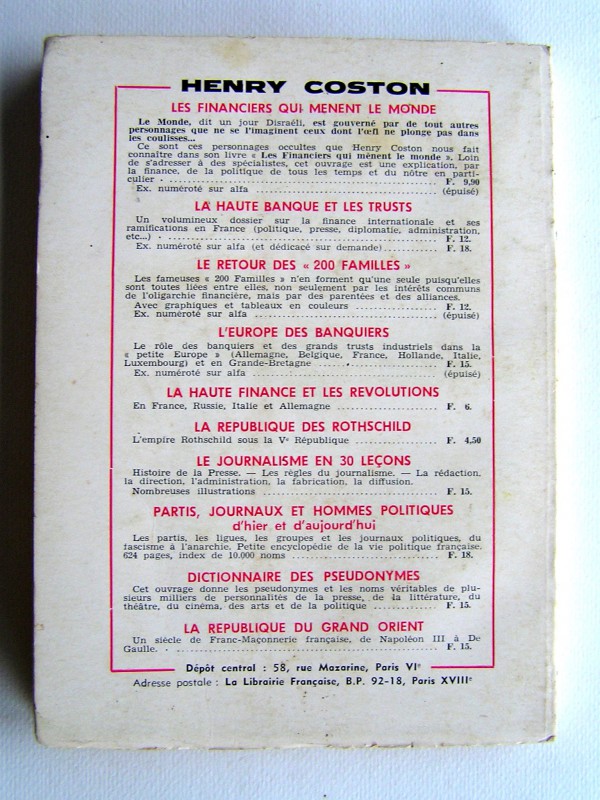 HENRY COSTON
LES FINANCIERS QUI MENENT LE MONDE
Le Monde, dit un jour Disraéli, est gouverné par de tout autres
personnages que ne se l'imaginent ceux dont l'œil ne plonge pas dans
les coulisses...
Ce sont ces personnages occultes que Henry Coston nous fait
connaître dans son livre « Les Financiers qui mènent le monde ». Loin
de s'adresser à des spécialistes, cet ouvrage est une explication, par
la finance, de la politique de tous les temps et du nôtre en parti-
culier . ........................................ F. 9,90
Ex. numéroté sur alfa ........................................ (épuisé)
LA HAUTE BANQUE ET LES TRUSTS
Un volumineux dossier sur la finance internationale et ses
ramifications en France (politique, presse, diplomatie, administration,
etc...) . ........................................ F. 12.
Ex. numéroté sur alfa (et dédicacé sur demande)............ F. 18.
LE RETOUR DES « 200 FAMILLES »
Les fameuses « 200 Familles » n'en forment qu'une seule puisqu'elles
sont toutes liées entre elles, non seulement par les intérêts communs
de l'oligarchie financière, mais par des parentées et des alliances.
Avec graphiques et tableaux en couleurs .................. F. 12.
Ex. numéroté sur alfa ........................................ (épuisé)
L'EUROPE DES BANQUIERS
Le rôle des banquiers et des grands trusts industriels dans la
« petite Europe » (Allemagne, Belgique, France, Hollande, Italie,
Luxembourg) et en Grande-Bretagne ........................ F. 15.
Ex. numéroté sur alfa ........................................ (épuisé)
LA HAUTE FINANCE ET LES REVOLUTIONS
En France, Russie, Italie et Allemagne .................... F. 6.
LA REPUBLIQUE DES ROTHSCHILD
L'empire Rothschild sous la Ve République .................. F. 4,50
LE JOURNALISME EN 30 LEÇONS
Histoire de la Presse. — Les règles du journalisme. — La rédaction,
la direction, l'administration, la fabrication, la diffusion.
Nombreuses illustrations .................................. F. 15.
PARTIS, JOURNAUX ET HOMMES POLITIQUES
d'hier et d'aujourd'hui
Les partis, les ligues, les groupes et les journaux politiques, du
fascisme à l'anarchie. Petite encyclopédie de la vie politique française.
624 pages, index de 10.000 noms .......................... F. 18.
DICTIONNAIRE DES PSEUDONYMES
Cet ouvrage donne les pseudonymes et les noms véritables de plu-
sieurs milliers de personnalités de la presse, de la littérature, du
théâtre, du cinéma, des arts et de la politique .............. F. 15.
LA REPUBLIQUE DU GRAND ORIENT
Un siècle de Franc-Maçonnerie française, de Napoléon III à De
Gaulle. . ........................................ F. 15.
Dépôt central : 58, rue Mazarine, Paris VIe
Adresse postale : La Librairie Française, B.P. 92-18, Paris XVIIIe